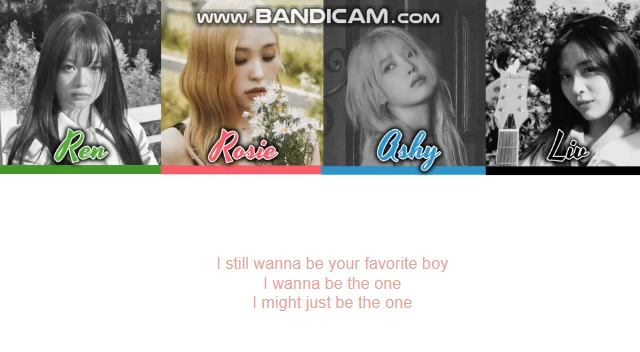 www.BANDICAM.com
Ren
Rosie
Ashy
Liv
I still wanna be your favorite boy
I wanna be the one
I might just be the one